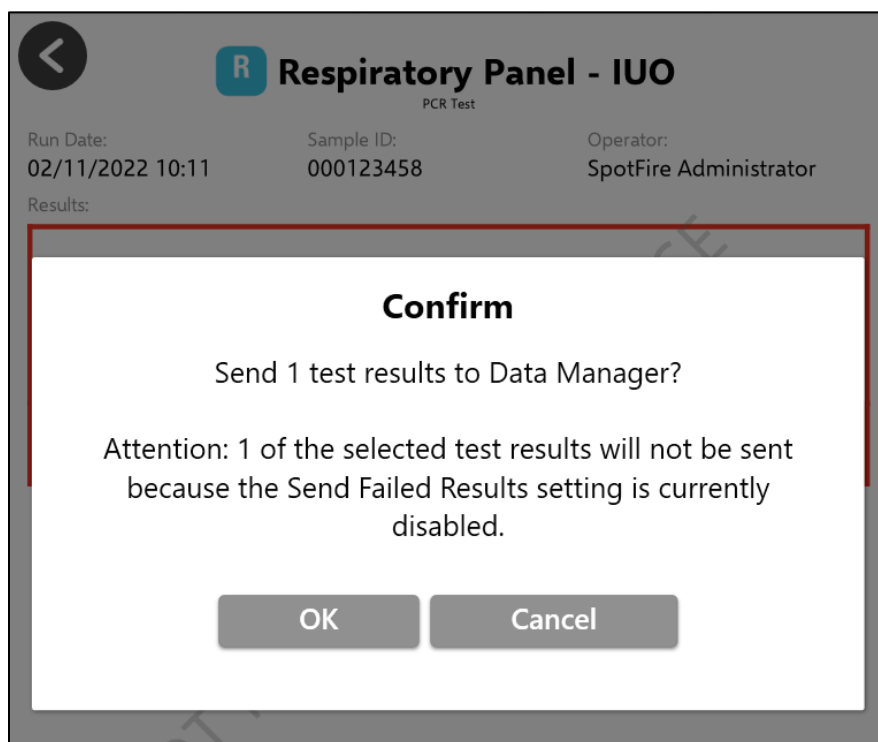 R Respiratory Panel - IUO
PCR Test
Run Date: Sample ID: Operator:
02/11/2022 10:11 000123458 SpotFire Administrator
Results:
Confirm
Send 1 test results to Data Manager?
Attention: 1 of the selected test results will not be sent
because the Send Failed Results setting is currently
disabled.
OK Cancel